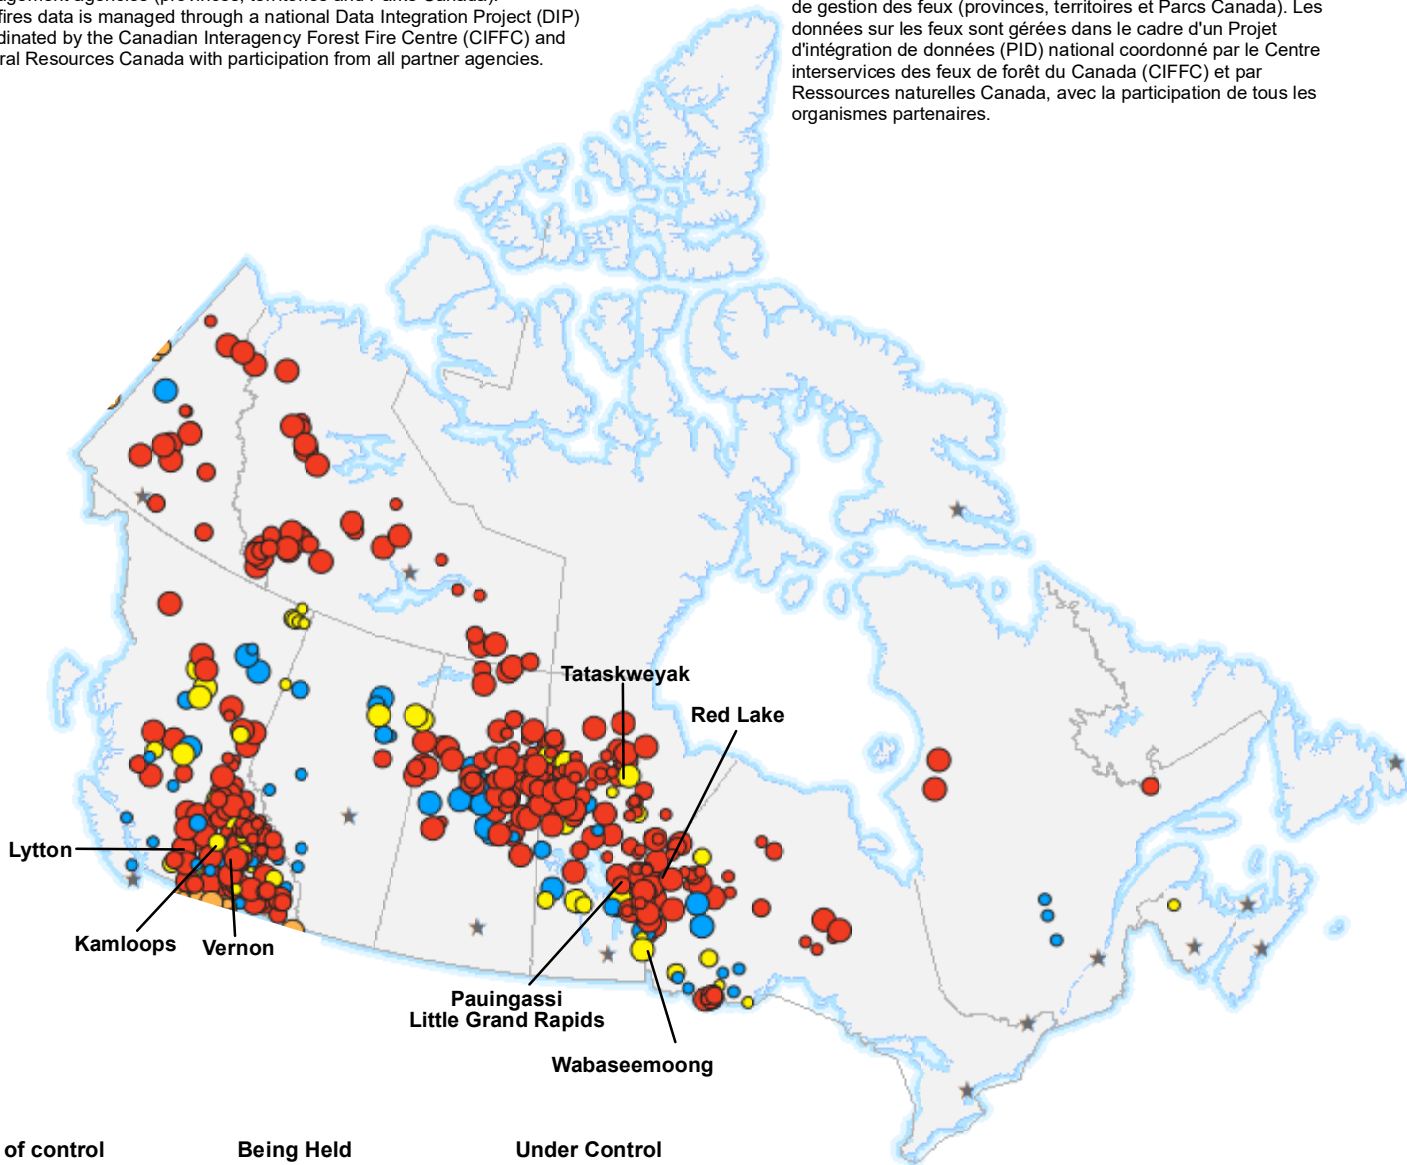 fires data is managed through a national Data Integration Project (DIP)
dinated by the Canadian Interagency Forest Fire Centre (CIFFC) and
ral Resources Canada with participation from all partner agencies.
de gestion des feux (provinces, territoires et Parcs Canada). Les
données sur les feux sont gérées dans le cadre d'un Projet
d'intégration de données (PID) national coordonné par le Centre
interservices des feux de forêt du Canada (CIFFC) et par
Ressources naturelles Canada, avec la participation de tous les
organismes partenaires.
Tataskweyak
Red Lake
Lytton
Kamloops
Vernon
Pauingassi
Little Grand Rapids
Wabaseemoong
of control
Being Held
Under Control